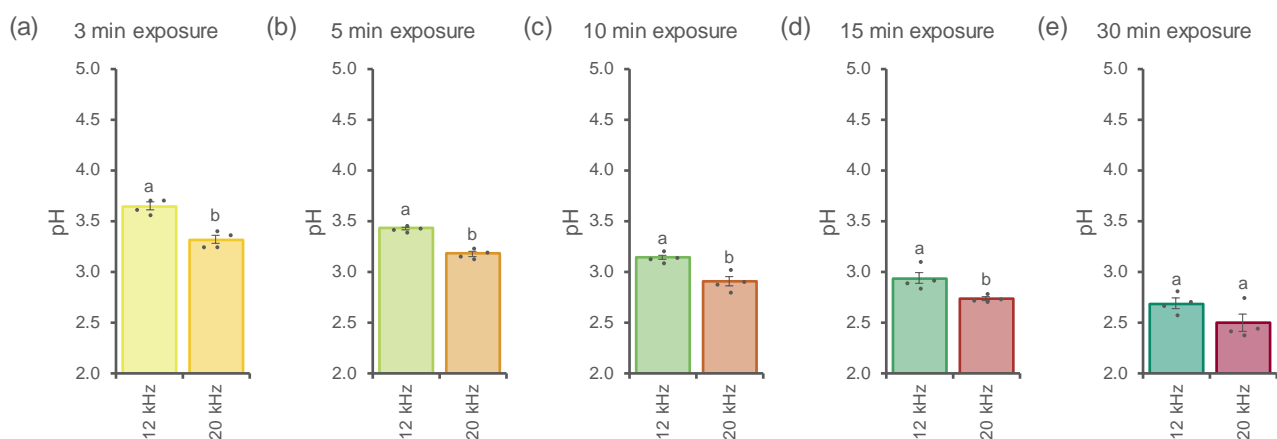 (a) 3 min exposure
pH
5.0
4.5
4.0
3.5
3.0
2.5
2.0
a
b
12 kHz
20 kHz
(b) 5 min exposure
pH
5.0
4.5
4.0
3.5
3.0
2.5
2.0
a
b
12 kHz
20 kHz
(c) 10 min exposure
pH
5.0
4.5
4.0
3.5
3.0
2.5
2.0
a
b
12 kHz
20 kHz
(d) 15 min exposure
pH
5.0
4.5
4.0
3.5
3.0
2.5
2.0
a
b
12 kHz
20 kHz
(e) 30 min exposure
pH
5.0
4.5
4.0
3.5
3.0
2.5
2.0
a
a
12 kHz
20 kHz